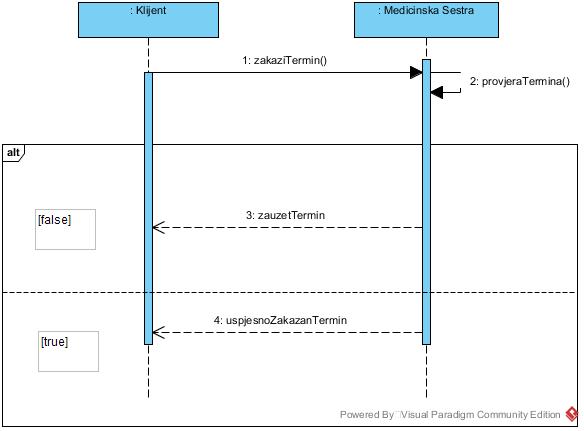 : Klijent
: Medicinska Sestra
1: zakaziTermin()
2: provjeraTermina()
alt
[false]
3: zauzetTermin
4: uspjesnoZakazanTermin
[true]
Powered By Visual Paradigm Community Edition